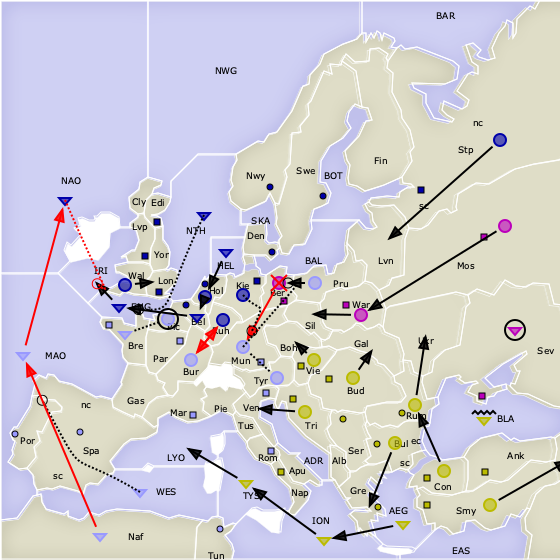 BAR
NWG
nc
Stp
Fin
Nwy
Swe
BOT
NAO
Cly Edi
sc
SKA
Lvp
NTH
Den
Yor
HEL
BAL
Lvn
Mos
IRI
Wal
Lon
Hol
Kie
Ber
Pru
War
ENG
Bel
Ruh
Sil
Bre
Pic
Ukr
Sev
MAO
Par
Mun
Boh
Gal
Bur
Vie
Tyr
Bud
nc
Gas
Mar
Pie
Ven
Tri
Rum
BLA
Por
Spa
Tus
Ser
Bul
ec
Ank
LYO
Rom
ADR
Alb
sc
sc
Apu
Con
WES
TYS
Nap
Gre
Smy
ION
AEG
Naf
Tun
EAS